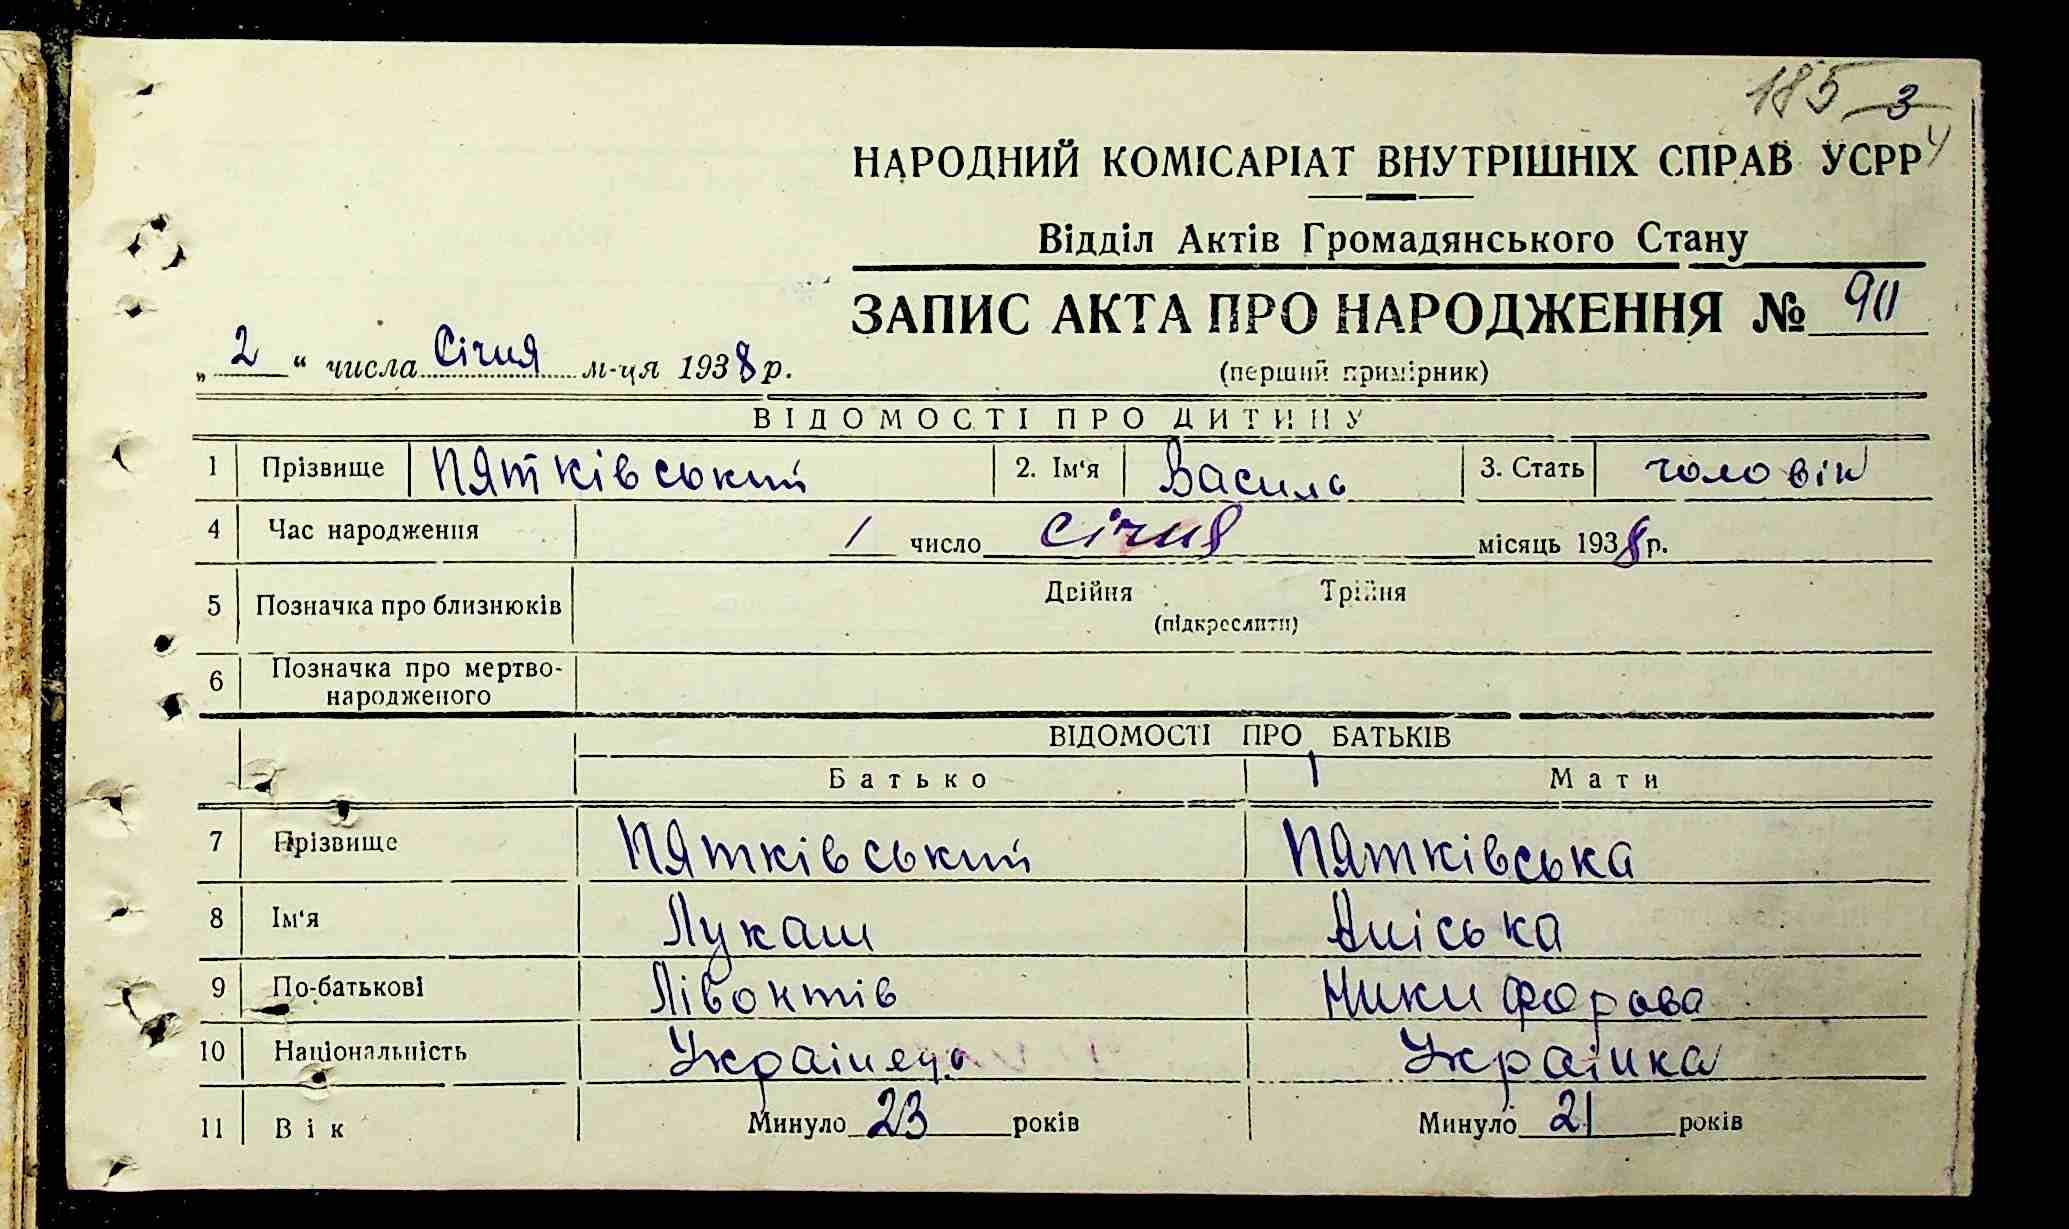 185 3
4
НАРОДНИЙ КОМІСАРІАТ ВНУТРІШНІХ СПРАВ УСРР
Відділ Актів Громадянського Стану
ЗАПИС АКТА ПРО НАРОДЖЕННЯ №
„2“ числа Січня м-ця 1938 р.
(перший примірник)
ВІДОМОСТІ ПРО ДИТИНУ
1 Прізвище Пятківський 2. Ім'я Василь 3. Стать чоловік
4 Час народження 1 число січня місяць 1938 р.
5 Позначка про близнюків Двійня Трійня
(підкреслити)
6 Позначка про мертво-
народженого
ВІДОМОСТІ ПРО БАТЬКІВ
Батько Мати
7 Прізвище Пятківський Пятківська
8 Ім'я Лукаш Аніська
9 По-батькові Лівонтів Никифорова
10 Національність Українець Українка
11 Вік Минуло 23 років Минуло 21 років